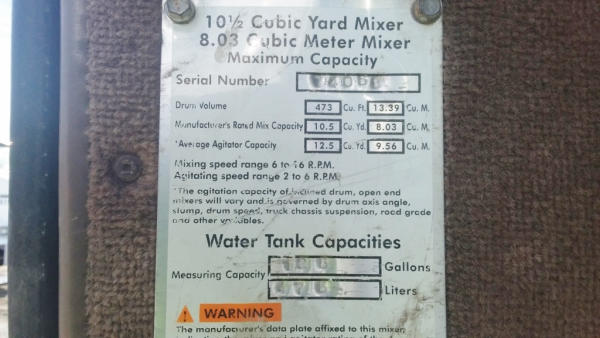 10½ Cubic Yard Mixer
8.03 Cubic Meter Mixer
Maximum Capacity
Serial Number
Drum Volume 473 Cu. Ft. 13.39 Cu. M.
Manufacturer's Rated Mix Capacity 10.5 Cu. Yd. 8.03 Cu. M.
*Average Agitator Capacity 12.5 Cu. Yd. 9.56 Cu. M.
Mixing speed range 6 to 16 R.P.M.
Agitating speed range 2 to 6 R.P.M.
*The agitation capacity of inclined drum, open end
mixers will vary and is governed by drum axis angle,
slump, drum speed, truck chassis suspension, road grade
and other variables.
Water Tank Capacities
Measuring Capacity Gallons
Liters
WARNING
The manufacturer's data plate affixed to this mixer,